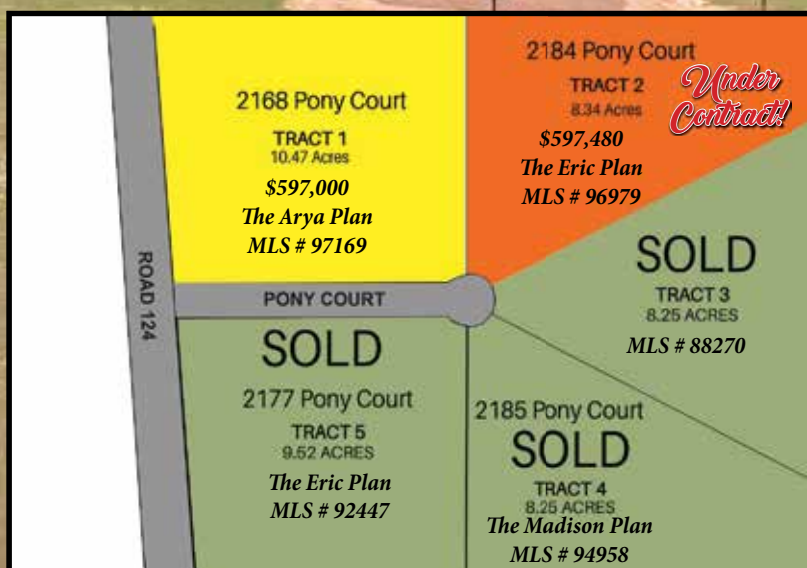 2168 Pony Court
TRACT 1
10.47 Acres
$597,000
The Arya Plan
MLS # 97169
2184 Pony Court
TRACT 2
8.34 Acres
Under
Contract!
$597,480
The Eric Plan
MLS # 96979
SOLD
TRACT 3
8.25 ACRES
MLS # 88270
ROAD 124
PONY COURT
SOLD
2177 Pony Court
TRACT 5
9.52 ACRES
The Eric Plan
MLS # 92447
2185 Pony Court
SOLD
TRACT 4
8.25 ACRES
The Madison Plan
MLS # 94958